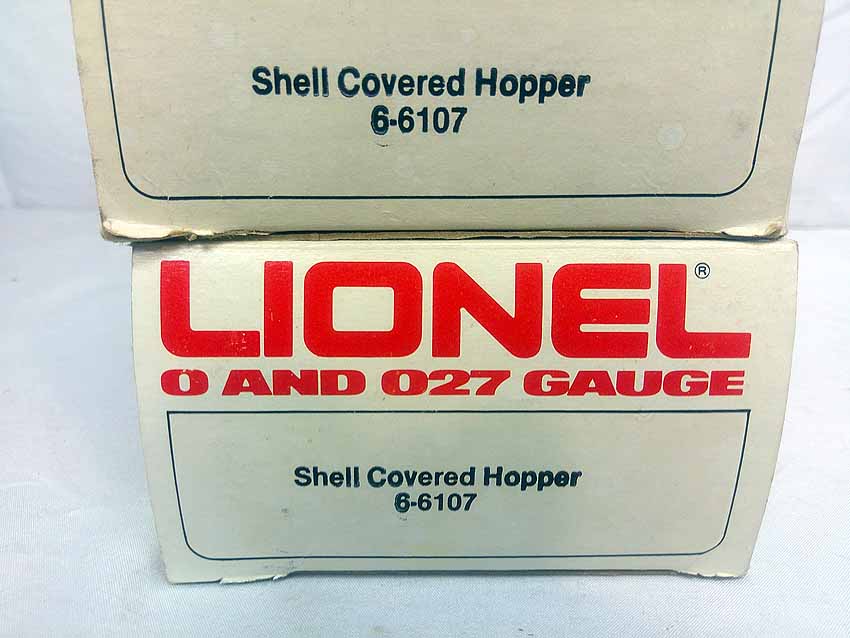 Shell Covered Hopper
6-6107
LIONEL®
O AND O27 GAUGE
Shell Covered Hopper
6-6107